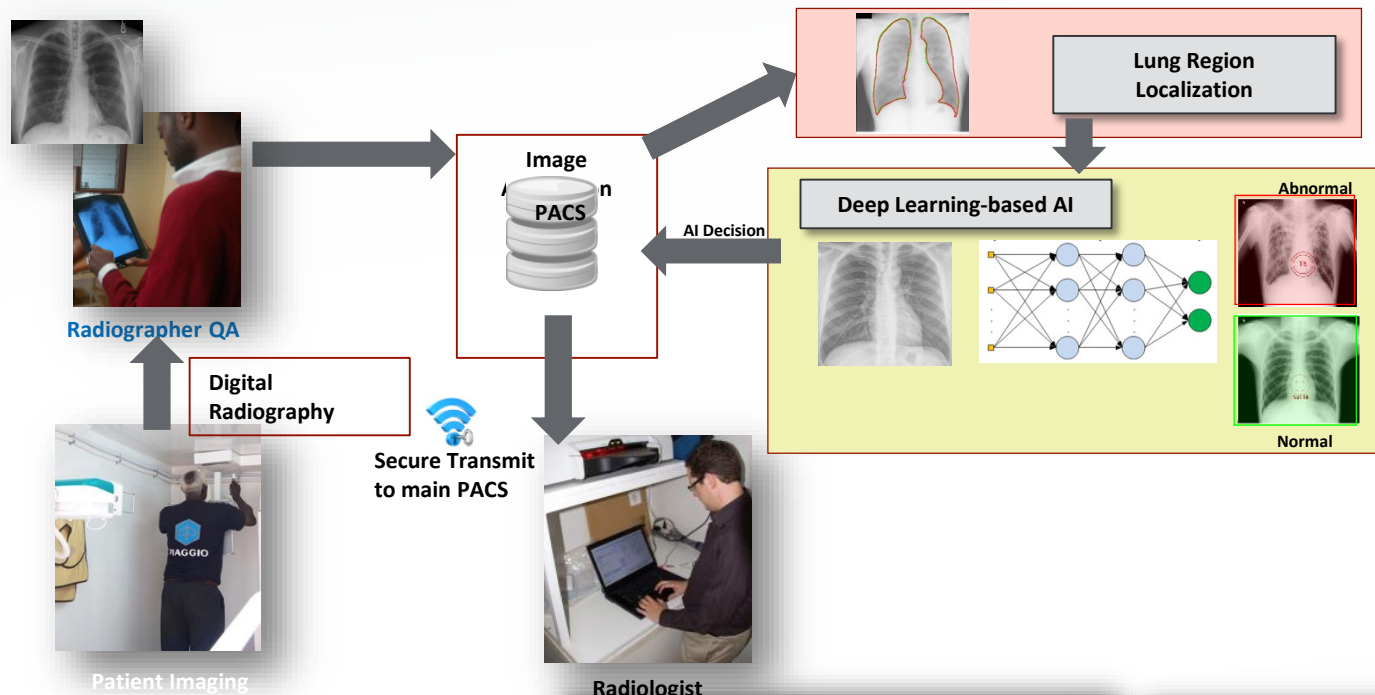 Radiographer QA
Digital
Radiography
Patient Imaging
PIAGGIO
Image
PACS
Secure Transmit
to main PACS
Radiologist
Lung Region
Localization
Deep Learning-based AI
AI Decision
Abnormal
TB
Normal